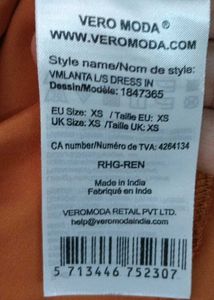 VERO MODA®
WWW.VEROMODA.COM
Style name/Nom de style:
VMLANTA L/S DRESS IN
Dessin/Modèle: 1847365
EU Size: XS / Taille EU: XS
UK Size: XS /Taille UK: XS
CA number/Numéro de TVA: 4264134
RHG-REN
Made in India
Fabriqué en Inde
VEROMODA RETAIL PVT LTD.
help@veromodaindia.com
5 713446 752307